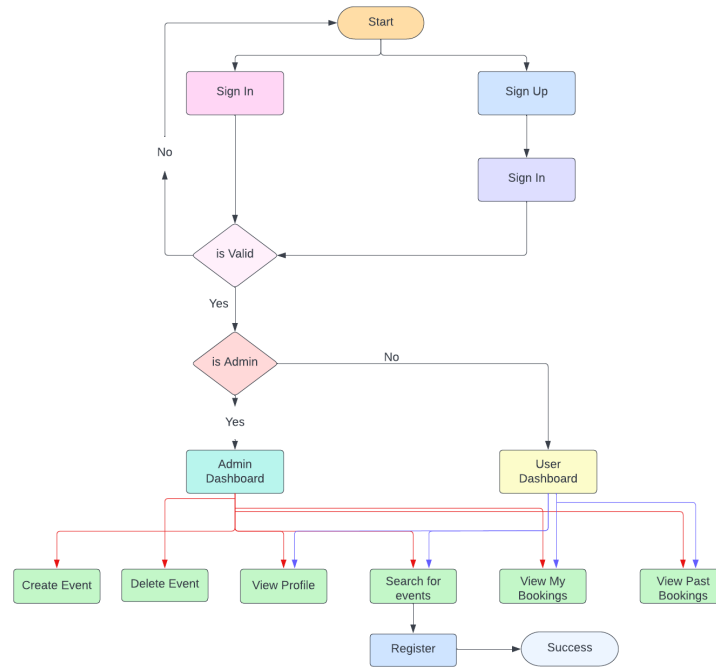 Start
Sign In
Sign Up
No
Sign In
is Valid
Yes
is Admin
No
Yes
Admin
Dashboard
User
Dashboard
Create Event
Delete Event
View Profile
Search for
events
View My
Bookings
View Past
Bookings
Register
Success